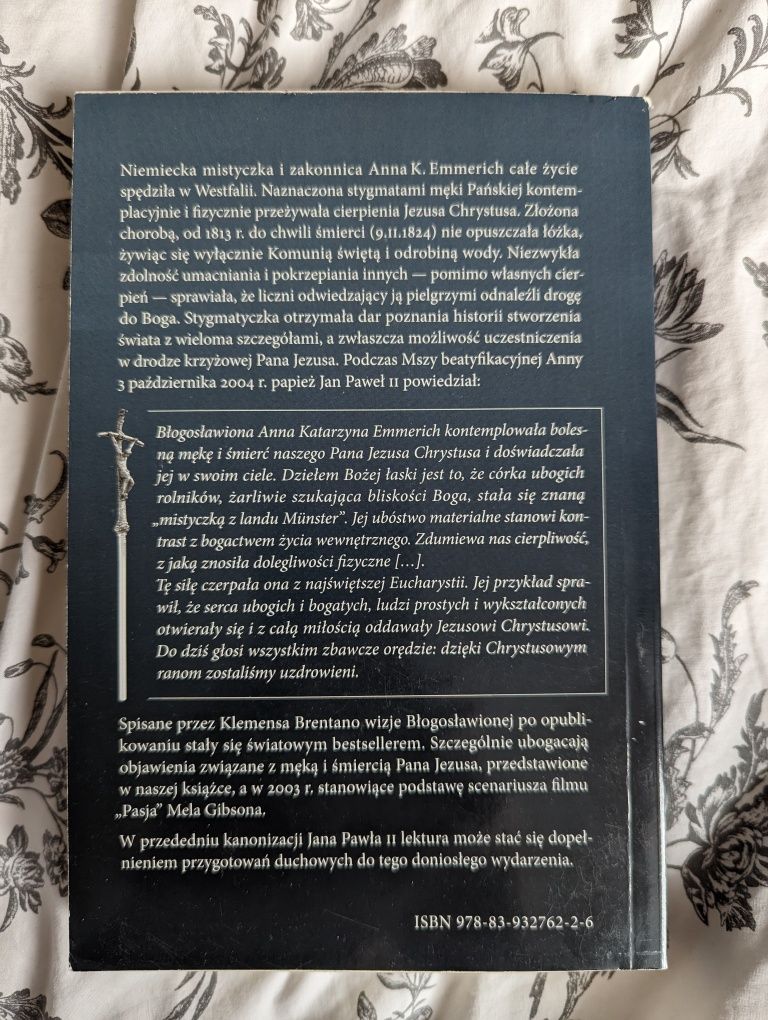 Niemiecka mistyczka i zakonnica Anna K. Emmerich całe życie
spędziła w Westfalii. Naznaczona stygmatami męki Pańskiej kontem-
placyjnie i fizycznie przeżywała cierpienia Jezusa Chrystusa. Złożona
chorobą, od 1813 r. do chwili śmierci (9.II.1824) nie opuszczała łóżka,
żywiąc się wyłącznie Komunią świętą i odrobiną wody. Niezwykła
zdolność umacniania i pokrzepiania innych — pomimo własnych cier-
pień — sprawiała, że liczni odwiedzający ją pielgrzymi odnaleźli drogę
do Boga. Stygmatyczka otrzymała dar poznania historii stworzenia
świata z wieloma szczegółami, a zwłaszcza możliwość uczestniczenia
w drodze krzyżowej Pana Jezusa. Podczas Mszy beatyfikacyjnej Anny
3 października 2004 r. papież Jan Paweł II powiedział:
Błogosławiona Anna Katarzyna Emmerich kontemplowała boles-
ną mękę i śmierć naszego Pana Jezusa Chrystusa i doświadczała
jej w swoim ciele. Dziełem Bożej łaski jest to, że córka ubogich
rolników, żarliwie szukająca bliskości Boga, stała się znaną
„mistyczką z landu Münster”. Jej ubóstwo materialne stanowi kon-
trast z bogactwem życia wewnętrznego. Zdumiewa nas cierpliwość,
z jaką znosiła dolegliwości fizyczne [...].
Tę siłę czerpała ona z najświętszej Eucharystii. Jej przykład spra-
wił, że serca ubogich i bogatych, ludzi prostych i wykształconych
otwierały się i z całą miłością oddawały Jezusowi Chrystusowi.
Do dziś głosi wszystkim zbawcze orędzie: dzięki Chrystusowym
ranom zostaliśmy uzdrowieni.
Spisane przez Klemensa Brentano wizje Błogosławionej po opubli-
kowaniu stały się światowym bestsellerem. Szczególnie ubogacają
objawienia związane z męką i śmiercią Pana Jezusa, przedstawione
w naszej książce, a w 2003 r. stanowiące podstawę scenariusza filmu
„Pasja” Mela Gibsona.
W przededniu kanonizacji Jana Pawła II lektura może stać się dopeł-
nieniem przygotowań duchowych do tego doniosłego wydarzenia.
ISBN 978-83-932762-2-6